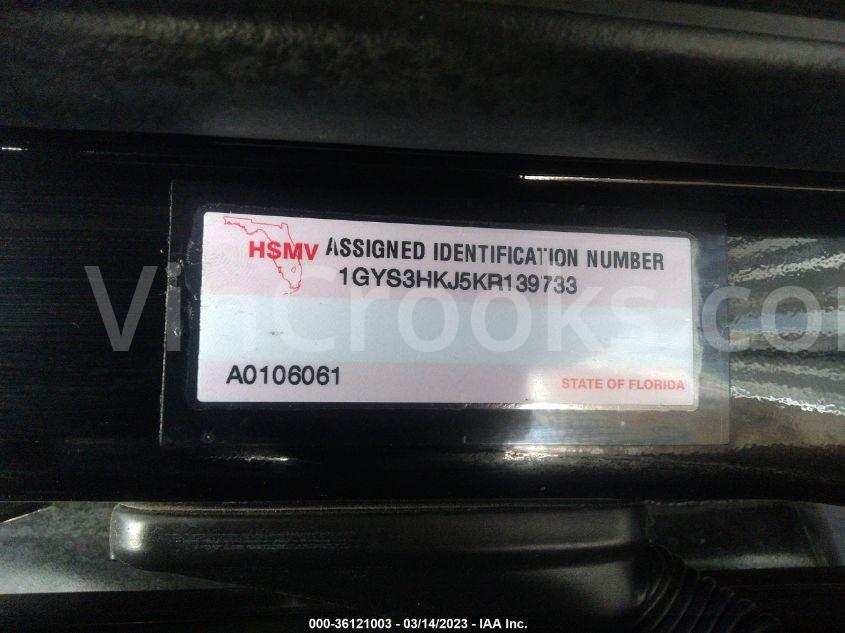 HSMV ASSIGNED IDENTIFICATION NUMBER
1GYS3HKJ5KR139733
VinCrooks.com
A0106061
STATE OF FLORIDA
000-36121003 - 03/14/2023 - IAA Inc.